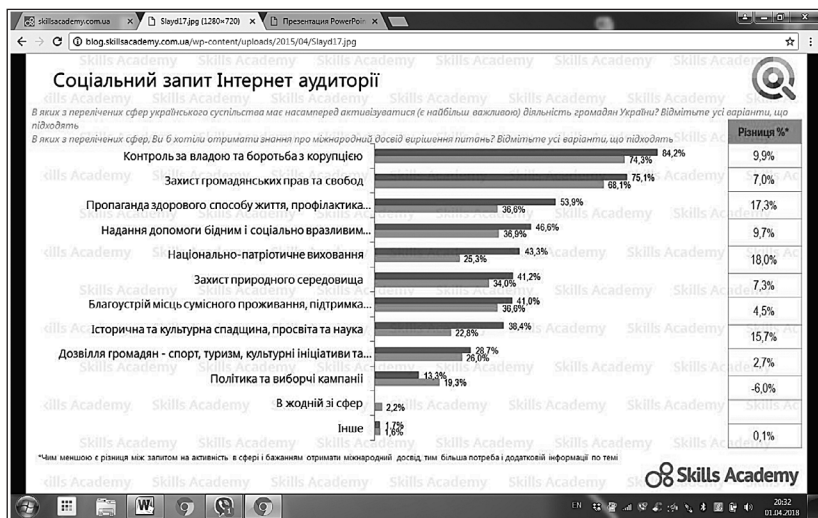 skillsacademy.com.ua
Slayd17.jpg (1280×720)
Презентация PowerPoin
blog.skillsacademy.com.ua/wp-content/uploads/2015/04/Slayd17.jpg
Соціальний запит Інтернет аудиторії
В яких з перелічених сфер українського суспільства має насамперед активізуватися (є найбільш важливою) діяльність громадян України? Відмітьте усі варіанти, що
підходять
В яких з перелічених сфер, Ви б хотіли отримати знання про міжнародний досвід вирішення питань? Відмітьте усі варіанти, що підходять
Різниця %*
Контроль за владою та боротьба з корупцією 84,2% 74,3% 9,9%
Захист громадянських прав та свобод 75,1% 68,1% 7,0%
Пропаганда здорового способу життя, профілактика... 53,9% 36,6% 17,3%
Надання допомоги бідним і соціально вразливим... 46,6% 36,9% 9,7%
Національно-патріотичне виховання 43,3% 25,3% 18,0%
Захист природного середовища 41,2% 34,0% 7,3%
Благоустрій місць сумісного проживання, підтримка... 41,0% 36,6% 4,5%
Історична та культурна спадщина, просвіта та наука 38,4% 22,8% 15,7%
Дозвілля громадян - спорт, туризм, культурні ініціативи та... 28,7% 26,0% 2,7%
Політика та виборчі кампанії 13,3% 19,3% -6,0%
В жодній зі сфер 2,2%
Інше 1,7% 1,6% 0,1%
*Чим меншою є різниця між запитом на активність в сфері і бажанням отримати міжнародний досвід, тим більша потреба і додатковій інформації по темі
Skills Academy
EN 20:32
01.04.2018